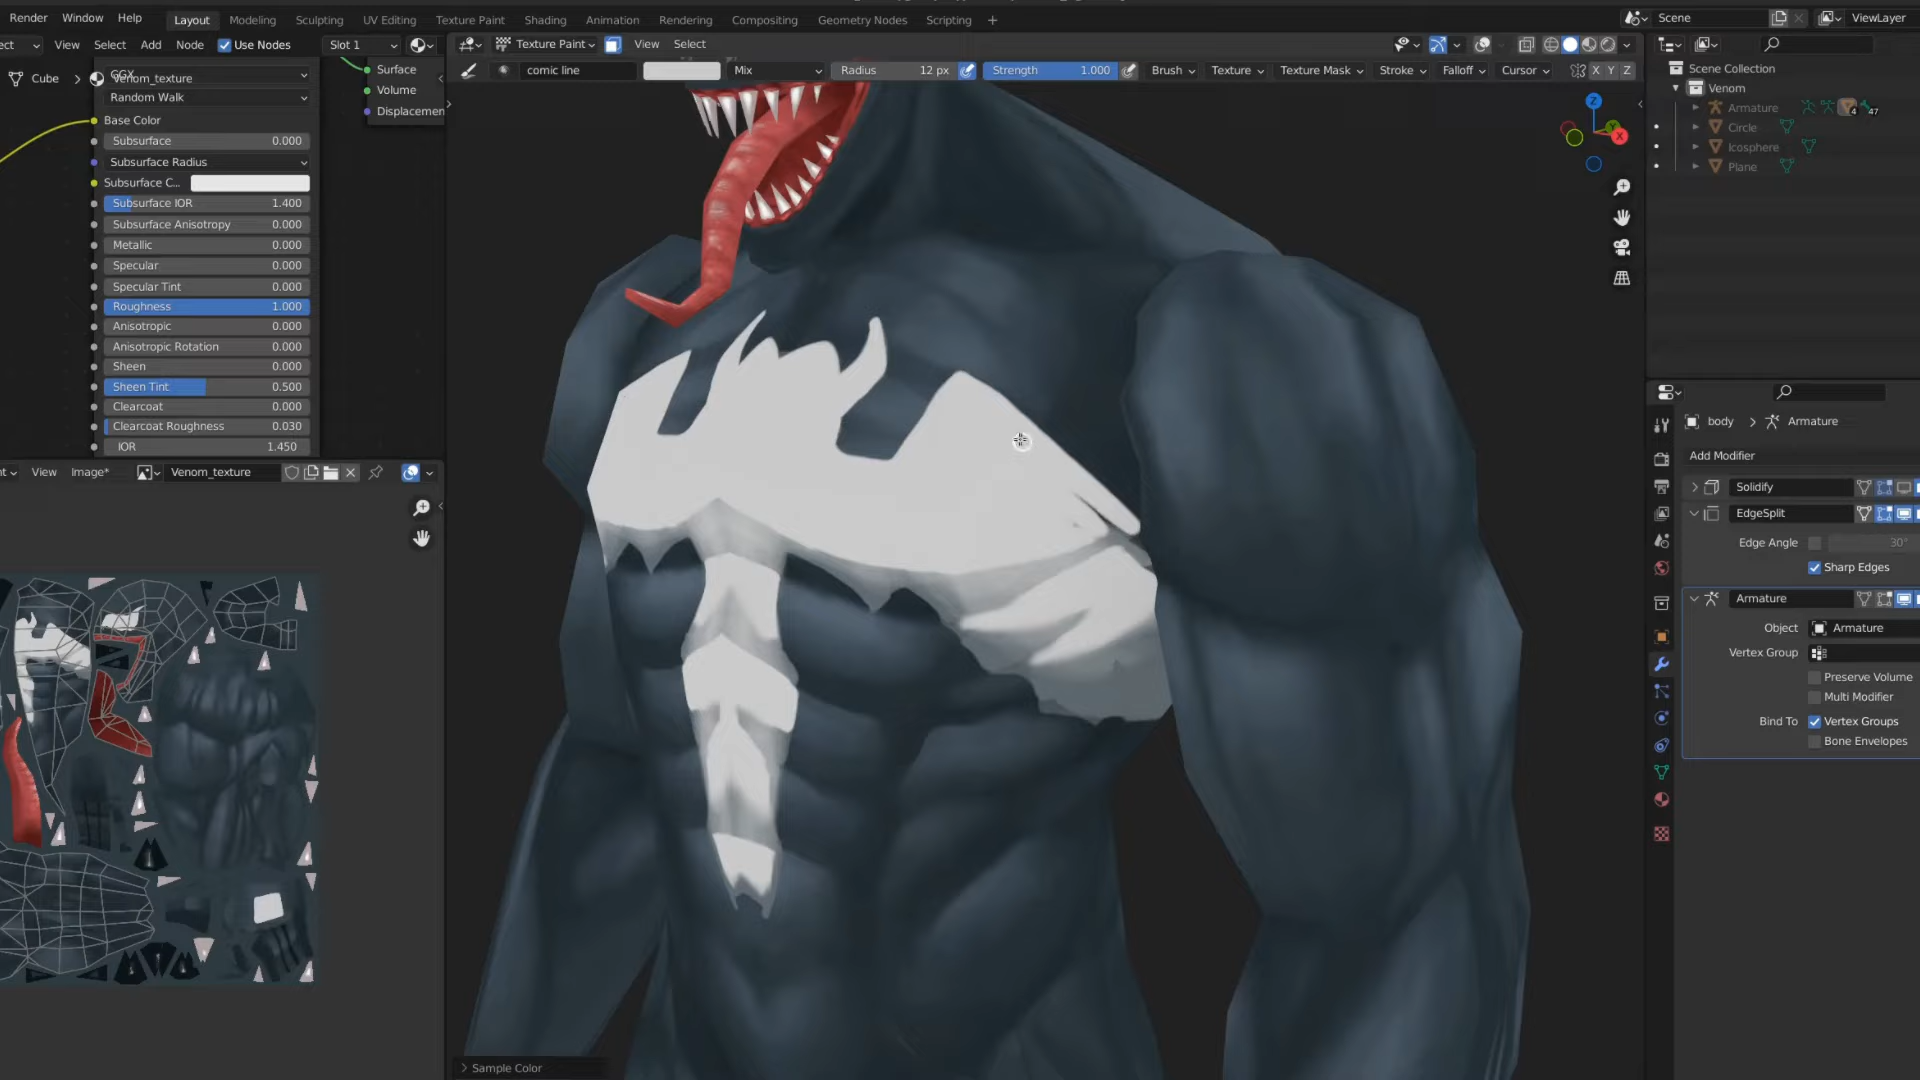 Render Window Help Layout Modeling Sculpting UV Editing Texture Paint Shading Animation Rendering Compositing Geometry Nodes Scripting + Scene ViewLayer
View Select Add Node Use Nodes Slot 1 Texture Paint View Select
comic line Mix Radius 12 px Strength 1.000 Brush Texture Texture Mask Stroke Falloff Cursor X Y Z
Cube > Venom_texture
GGX
Random Walk
Base Color
Subsurface 0.000
Subsurface Radius
Subsurface C...
Subsurface IOR 1.400
Subsurface Anisotropy 0.000
Metallic 0.000
Specular 0.000
Specular Tint 0.000
Roughness 1.000
Anisotropic 0.000
Anisotropic Rotation 0.000
Sheen 0.000
Sheen Tint 0.500
Clearcoat 0.000
Clearcoat Roughness 0.030
IOR 1.450
Surface
Volume
Displacemen
View Image* Venom_texture
Z
X
Sample Color
Scene Collection
Venom
Armature 4 47
Circle
Icosphere
Plane
body > Armature
Add Modifier
Solidify
EdgeSplit
Edge Angle 30°
Sharp Edges
Armature
Object Armature
Vertex Group
Preserve Volume
Multi Modifier
Bind To Vertex Groups
Bone Envelopes